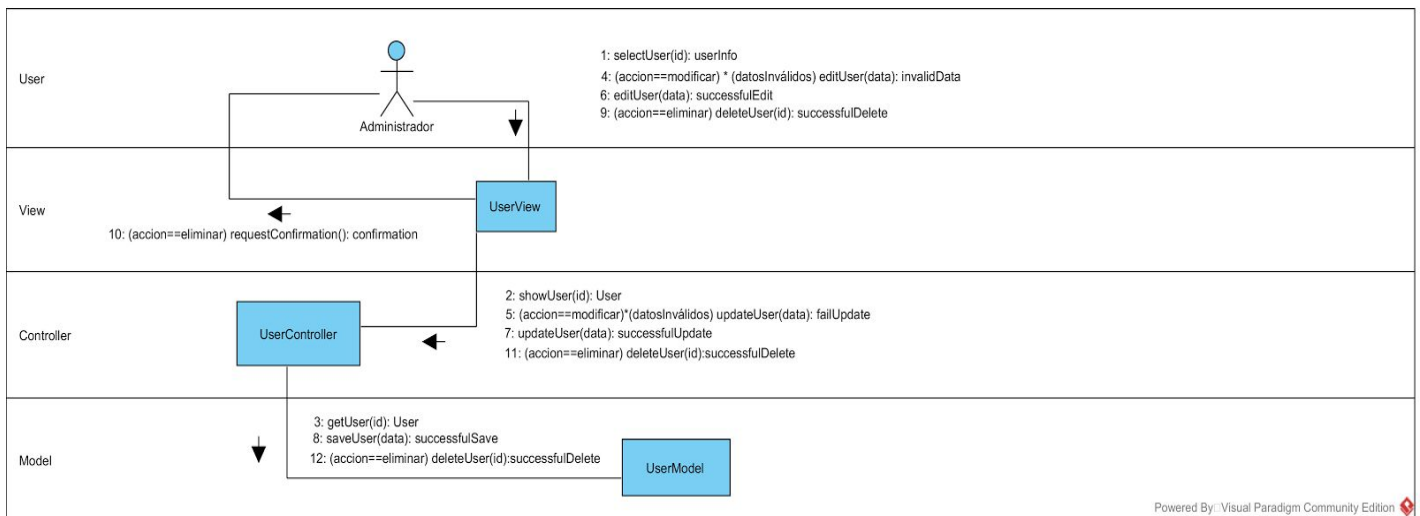 User
Administrador
1: selectUser(id): userInfo
4: (accion==modificar) * (datosInválidos) editUser(data): invalidData
6: editUser(data): successfulEdit
9: (accion==eliminar) deleteUser(id): successfulDelete
View
UserView
10: (accion==eliminar) requestConfirmation(): confirmation
Controller
UserController
2: showUser(id): User
5: (accion==modificar)*(datosInválidos) updateUser(data): failUpdate
7: updateUser(data): successfulUpdate
11: (accion==eliminar) deleteUser(id):successfulDelete
Model
3: getUser(id): User
8: saveUser(data): successfulSave
12: (accion==eliminar) deleteUser(id):successfulDelete
UserModel
Powered By Visual Paradigm Community Edition